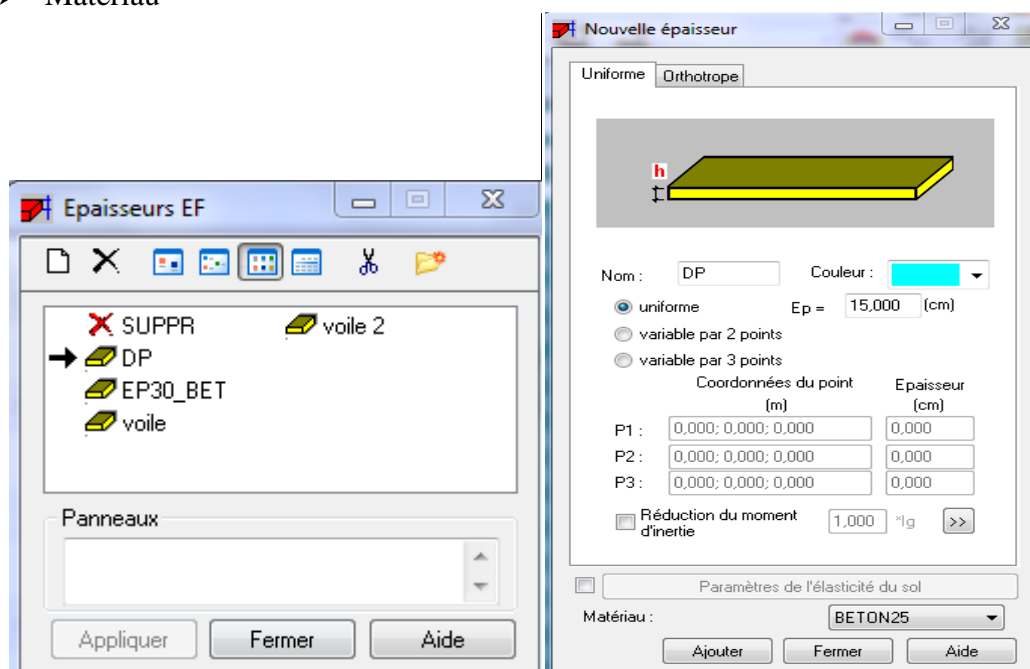 Matériau
Epaisseurs EF
SUPPR
voile 2
DP
EP30_BET
voile
Panneaux
Appliquer
Fermer
Aide
Nouvelle épaisseur
Uniforme
Orthotrope
h
Nom :
DP
Couleur :
uniforme
Ep =
15,000
(cm)
variable par 2 points
variable par 3 points
Coordonnées du point
Epaisseur
(m)
(cm)
P1 :
0,000; 0,000; 0,000
0,000
P2 :
0,000; 0,000; 0,000
0,000
P3 :
0,000; 0,000; 0,000
0,000
Réduction du moment
d'inertie
1,000
*Ig
>>
Paramètres de l'élasticité du sol
Matériau :
BETON25
Ajouter
Fermer
Aide